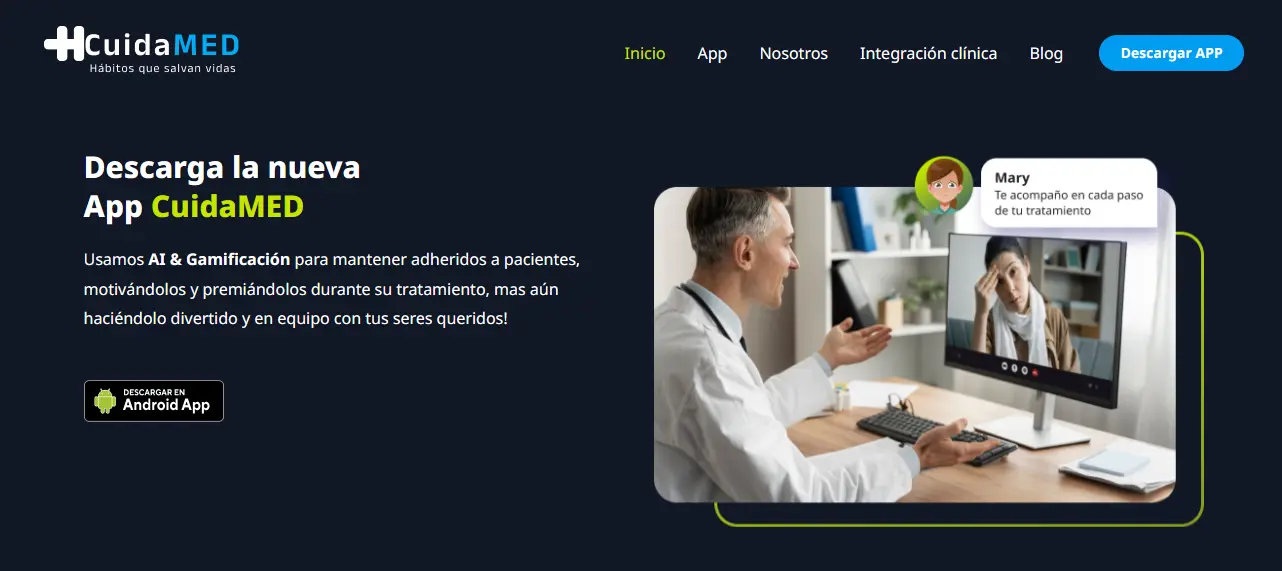 CuidaMED
Hábitos que salvan vidas
Inicio
App
Nosotros
Integración clínica
Blog
Descargar APP
Descarga la nueva
App CuidaMED
Usamos AI & Gamificación para mantener adheridos a pacientes,
motivándolos y premiándolos durante su tratamiento, mas aún
haciéndolo divertido y en equipo con tus seres queridos!
DESCARGAR EN
Android App
Mary
Te acompaño en cada paso
de tu tratamiento